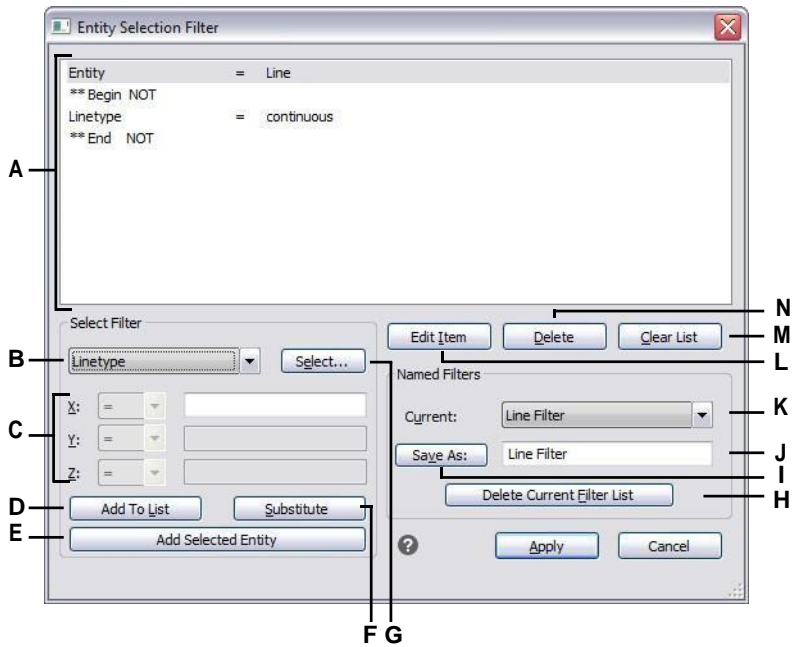 Entity Selection Filter
Entity = Line
** Begin NOT
Linetype = continuous
** End NOT
A
Select Filter
N
Edit Item Delete Clear List
M
B
Linetype Select...
L
Named Filters
C
X: =
Y: =
Z: =
Current: Line Filter
K
Save As: Line Filter
J
I
Delete Current Filter List
H
D
Add To List Substitute
E
Add Selected Entity
? Apply Cancel
F G